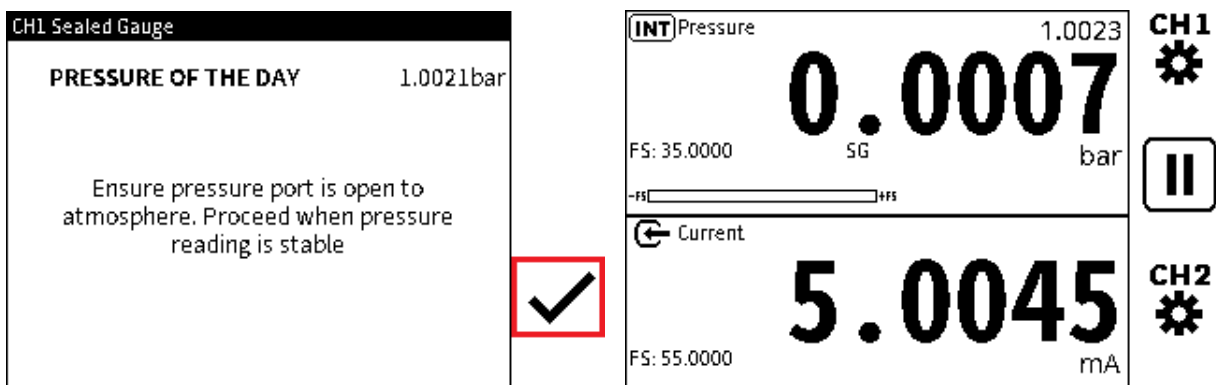 CH1 Sealed Gauge
PRESSURE OF THE DAY 1.0021bar
Ensure pressure port is open to
atmosphere. Proceed when pressure
reading is stable
INT Pressure 1.0023
0.0007
FS: 35.0000 SG bar
-FS +FS
Current
5.0045
FS: 55.0000 mA
CH1
CH2